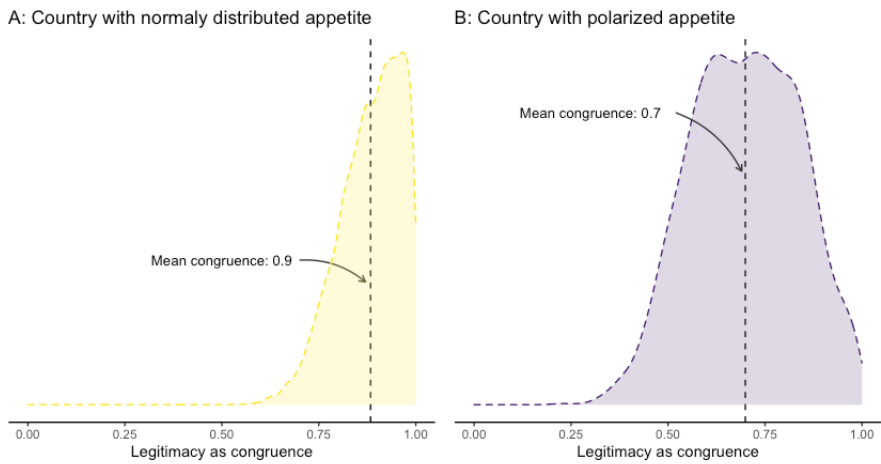 A: Country with normaly distributed appetite
Mean congruence: 0.9
0.00 0.25 0.50 0.75 1.00
Legitimacy as congruence
B: Country with polarized appetite
Mean congruence: 0.7
0.00 0.25 0.50 0.75 1.00
Legitimacy as congruence